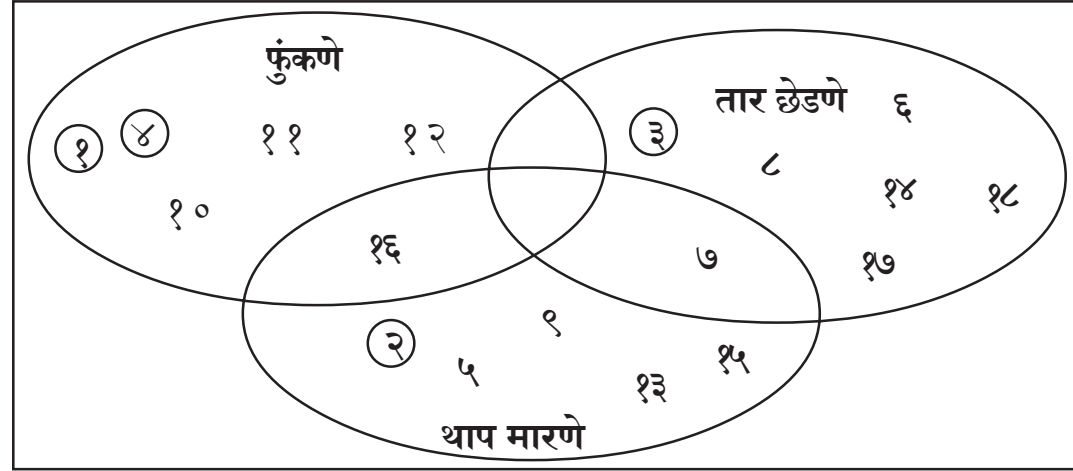 फुंकणे
तार छेडणे ६
१ ४ ११ १२ ३
८
१४ १८
१०
१६ ७ १७
९
२ ५ १३ १५
थाप मारणे